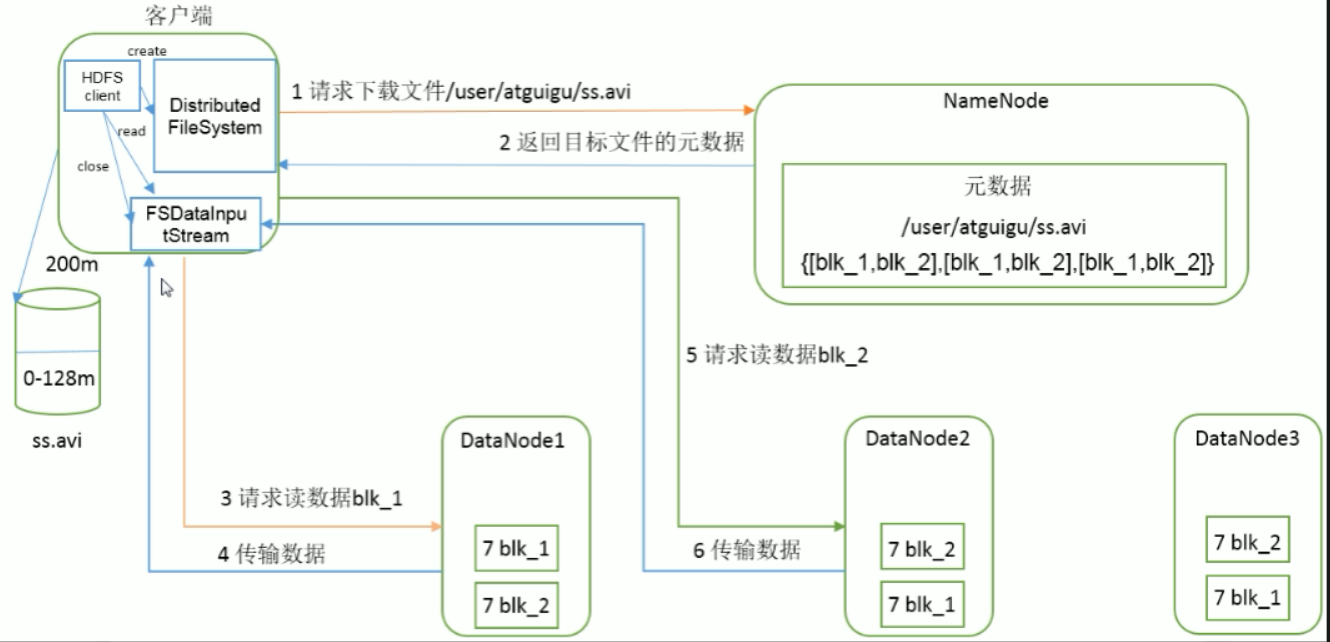 客户端
create
HDFS
client
Distributed
FileSystem
read
close
FSDataInpu
tStream
1 请求下载文件/user/atguigu/ss.avi
2 返回目标文件的元数据
NameNode
元数据
/user/atguigu/ss.avi
{[blk_1,blk_2],[blk_1,blk_2],[blk_1,blk_2]}
200m
0-128m
ss.avi
5 请求读数据blk_2
3 请求读数据blk_1
4 传输数据
6 传输数据
DataNode1
7 blk_1
7 blk_2
DataNode2
7 blk_2
7 blk_1
DataNode3
7 blk_2
7 blk_1